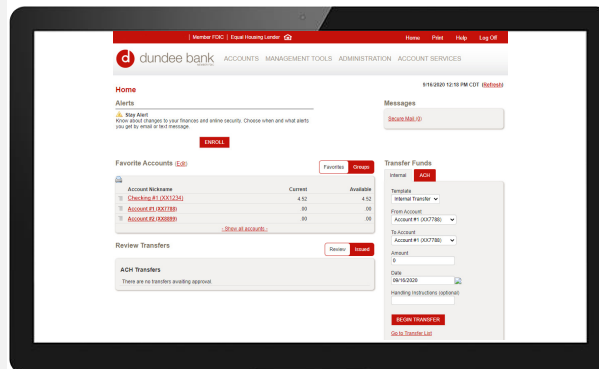 | Member FDIC | Equal Housing Lender
Home Print Help Log Off
d dundee bank
ACCOUNTS MANAGEMENT TOOLS ADMINISTRATION ACCOUNT SERVICES
9/16/2020 12:18 PM CDT (Refresh)
Home
Alerts
Stay Alert
Know about changes to your finances and online security. Choose when and what alerts
you get by email or text message.
ENROLL
Messages
Secure Mail (0)
Favorite Accounts (Edit)
Favorites Groups
Account Nickname Current Available
Checking #1 (XX1234) 4.52 4.52
Account #1 (XX7788) .00 .00
Account #2 (XX8899) .00 .00
- Show all accounts -
Review Transfers
Review Issued
ACH Transfers
There are no transfers awaiting approval.
Transfer Funds
Internal ACH
Template
Internal Transfer
From Account
Account #1 (XX7788)
To Account
Account #1 (XX7788)
Amount
0
Date
09/16/2020
Handling Instructions (optional)
BEGIN TRANSFER
Go to Transfer List